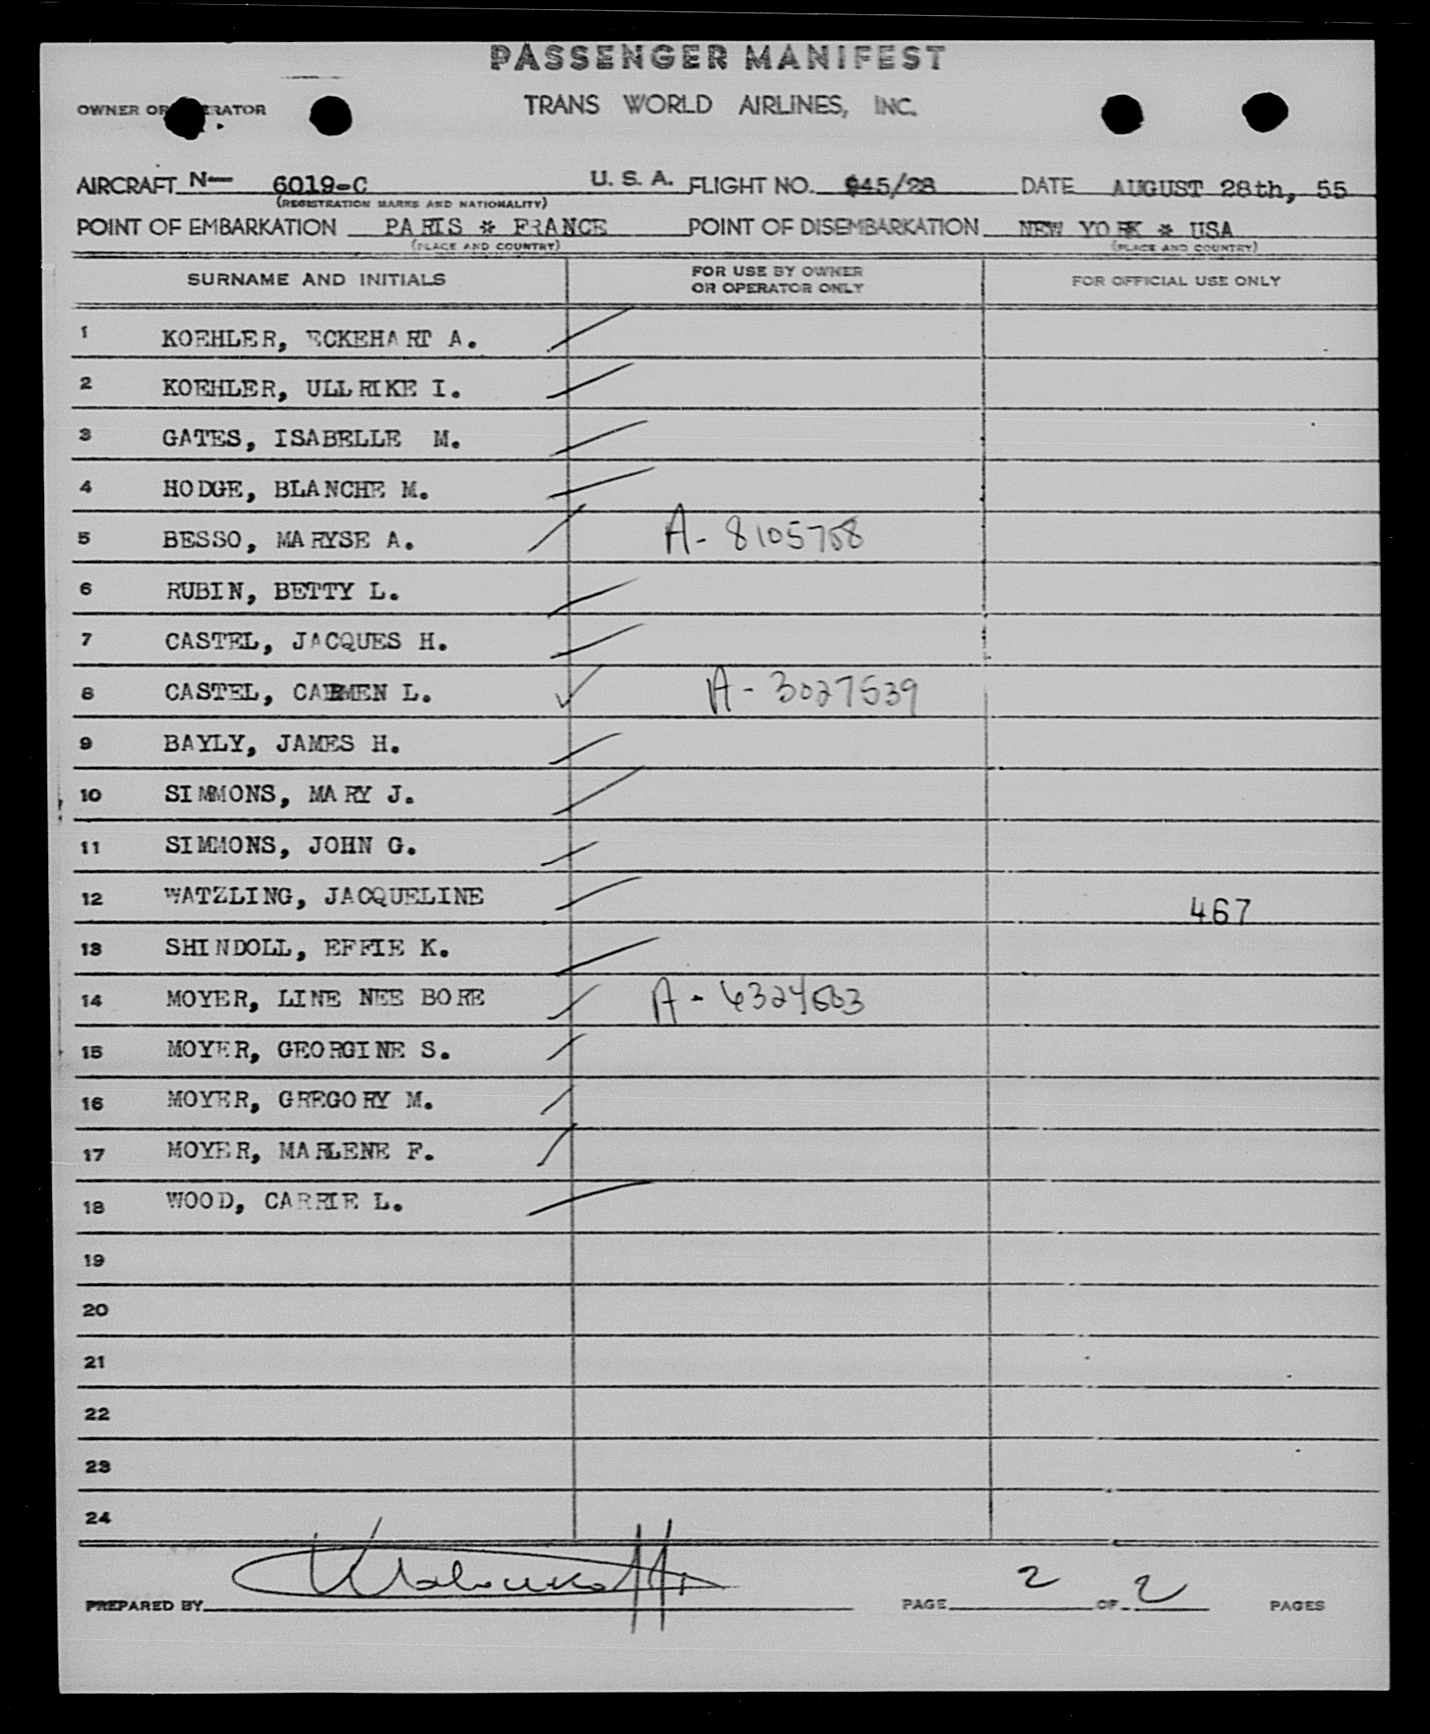 PASSENGER MANIFEST
OWNER OR OPERATOR TRANS WORLD AIRLINES, INC.
AIRCRAFT N— 6019-C U. S. A. FLIGHT NO. 945/28 DATE AUGUST 28th, 55
(REGISTRATION MARKS AND NATIONALITY)
POINT OF EMBARKATION PARIS * FRANCE POINT OF DISEMBARKATION NEW YORK * USA
(PLACE AND COUNTRY) (PLACE AND COUNTRY)
SURNAME AND INITIALS FOR USE BY OWNER OR OPERATOR ONLY FOR OFFICIAL USE ONLY
1 KOEHLER, ECKEHART A.
2 KOEHLER, ULLRIKE I.
3 GATES, ISABELLE M.
4 HODGE, BLANCHE M.
5 BESSO, MARYSE A. A-8105768
6 RUBIN, BETTY L.
7 CASTEL, JACQUES H.
8 CASTEL, CARMEN L. A-3027539
9 BAYLY, JAMES H.
10 SIMMONS, MARY J.
11 SIMMONS, JOHN G.
12 WATZLING, JACQUELINE 467
13 SHINDOLL, EFFIE K.
14 MOYER, LINE NEE BORE A-
15 MOYER, GEORGINE S.
16 MOYER, GREGORY M.
17 MOYER, MARLENE F.
18 WOOD, CARRIE L.
19
20
21
22
23
24
PREPARED BY PAGE 2 OF 2 PAGES